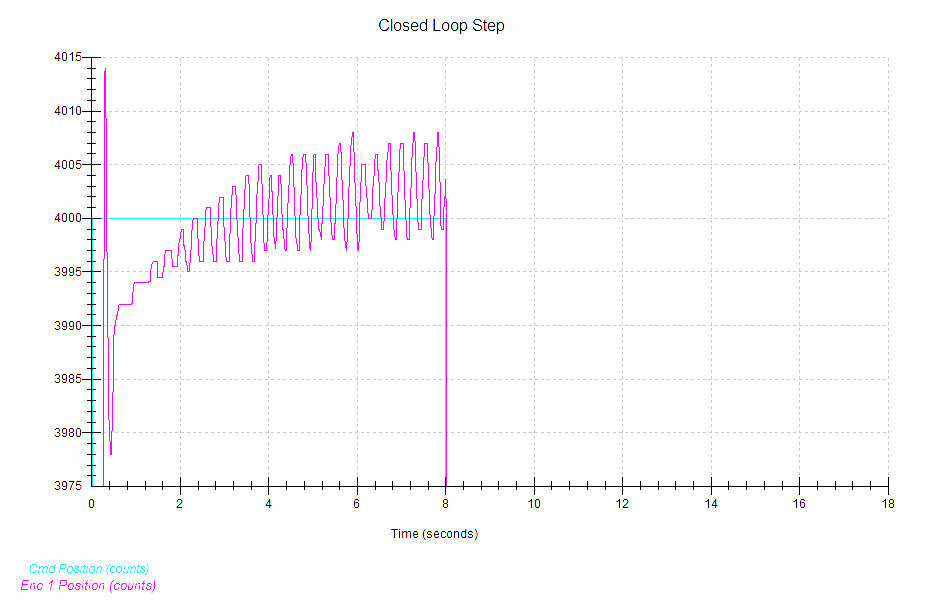 Closed Loop Step
4015
4010
4005
4000
3995
3990
3985
3980
3975
0 2 4 6 8 10 12 14 16 18
Time (seconds)
Cmd Position (counts)
Enc 1 Position (counts)